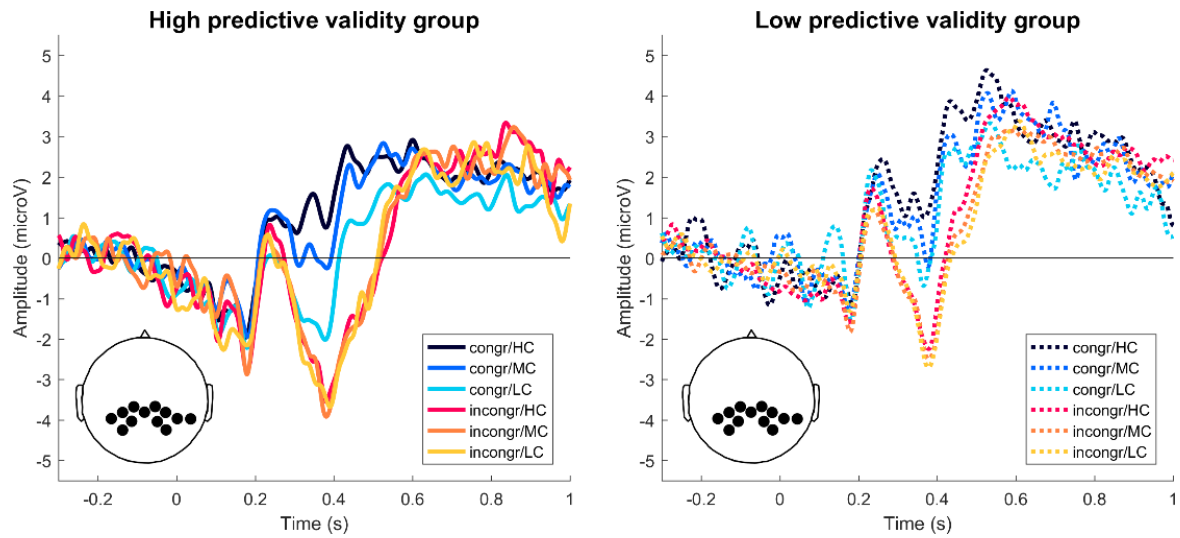 High predictive validity group
Amplitude (microV)
5
4
3
2
1
0
-1
-2
-3
-4
-5
congr/HC
congr/MC
congr/LC
incongr/HC
incongr/MC
incongr/LC
-0.2 0 0.2 0.4 0.6 0.8 1
Time (s)
Low predictive validity group
Amplitude (microV)
5
4
3
2
1
0
-1
-2
-3
-4
-5
congr/HC
congr/MC
congr/LC
incongr/HC
incongr/MC
incongr/LC
-0.2 0 0.2 0.4 0.6 0.8 1
Time (s)